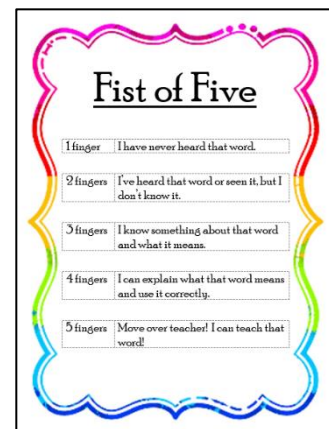 Fist of Five
1 finger I have never heard that word.
2 fingers I've heard that word or seen it, but I
don't know it.
3 fingers I know something about that word
and what it means.
4 fingers I can explain what that word means
and use it correctly.
5 fingers Move over teacher! I can teach that
word!